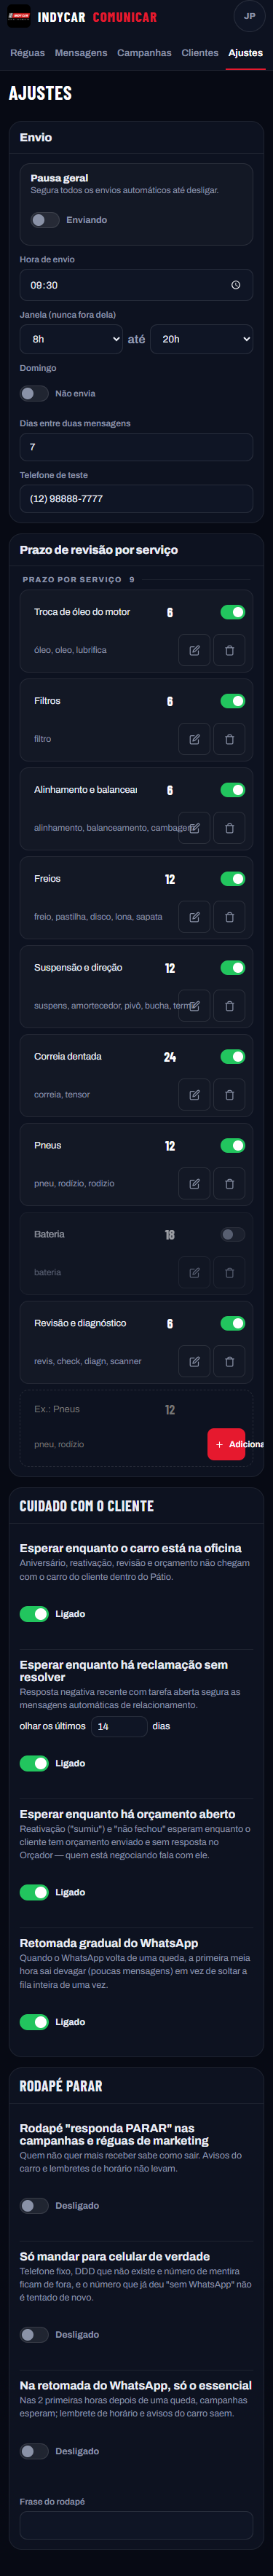 INDYCAR COMUNICAR
JP
Réguas Mensagens Campanhas Clientes Ajustes
AJUSTES
Envio
Pausa geral
Segura todos os envios automáticos até desligar.
Enviando
Hora de envio
09:30
Janela (nunca fora dela)
8h até 20h
Domingo
Não envia
Dias entre duas mensagens
7
Telefone de teste
(12) 98888-7777
Prazo de revisão por serviço
PRAZO POR SERVIÇO 9
Troca de óleo do motor 6
óleo, oleo, lubrifica
Filtros 6
filtro
Alinhamento e balancea 6
alinhamento, balanceamento, cambagem
Freios 12
freio, pastilha, disco, lona, sapata
Suspensão e direção 12
suspens, amortecedor, pivô, bucha, termi
Correia dentada 24
correia, tensor
Pneus 12
pneu, rodízio, rodizio
Bateria 18
bateria
Revisão e diagnóstico 6
revis, check, diagn, scanner
Ex.: Pneus 12
pneu, rodízio
+ Adiciona
CUIDADO COM O CLIENTE
Esperar enquanto o carro está na oficina
Aniversário, reativação, revisão e orçamento não chegam
com o carro do cliente dentro do Pátio.
Ligado
Esperar enquanto há reclamação sem
resolver
Resposta negativa recente com tarefa aberta segura as
mensagens automáticas de relacionamento.
olhar os últimos 14 dias
Ligado
Esperar enquanto há orçamento aberto
Reativação ("sumiu") e "não fechou" esperam enquanto o
cliente tem orçamento enviado e sem resposta no
Orçador — quem está negociando fala com ele.
Ligado
Retomada gradual do WhatsApp
Quando o WhatsApp volta de uma queda, a primeira meia
hora sai devagar (poucas mensagens) em vez de soltar a
fila inteira de uma vez.
Ligado
RODAPÉ PARAR
Rodapé "responda PARAR" nas
campanhas e réguas de marketing
Quem não quer mais receber sabe como sair. Avisos do
carro e lembretes de horário não levam.
Desligado
Só mandar para celular de verdade
Telefone fixo, DDD que não existe e número de mentira
ficam de fora, e o número que já deu "sem WhatsApp" não
é tentado de novo.
Desligado
Na retomada do WhatsApp, só o essencial
Nas 2 primeiras horas depois de uma queda, campanhas
esperam; lembrete de horário e avisos do carro saem.
Desligado
Frase do rodapé